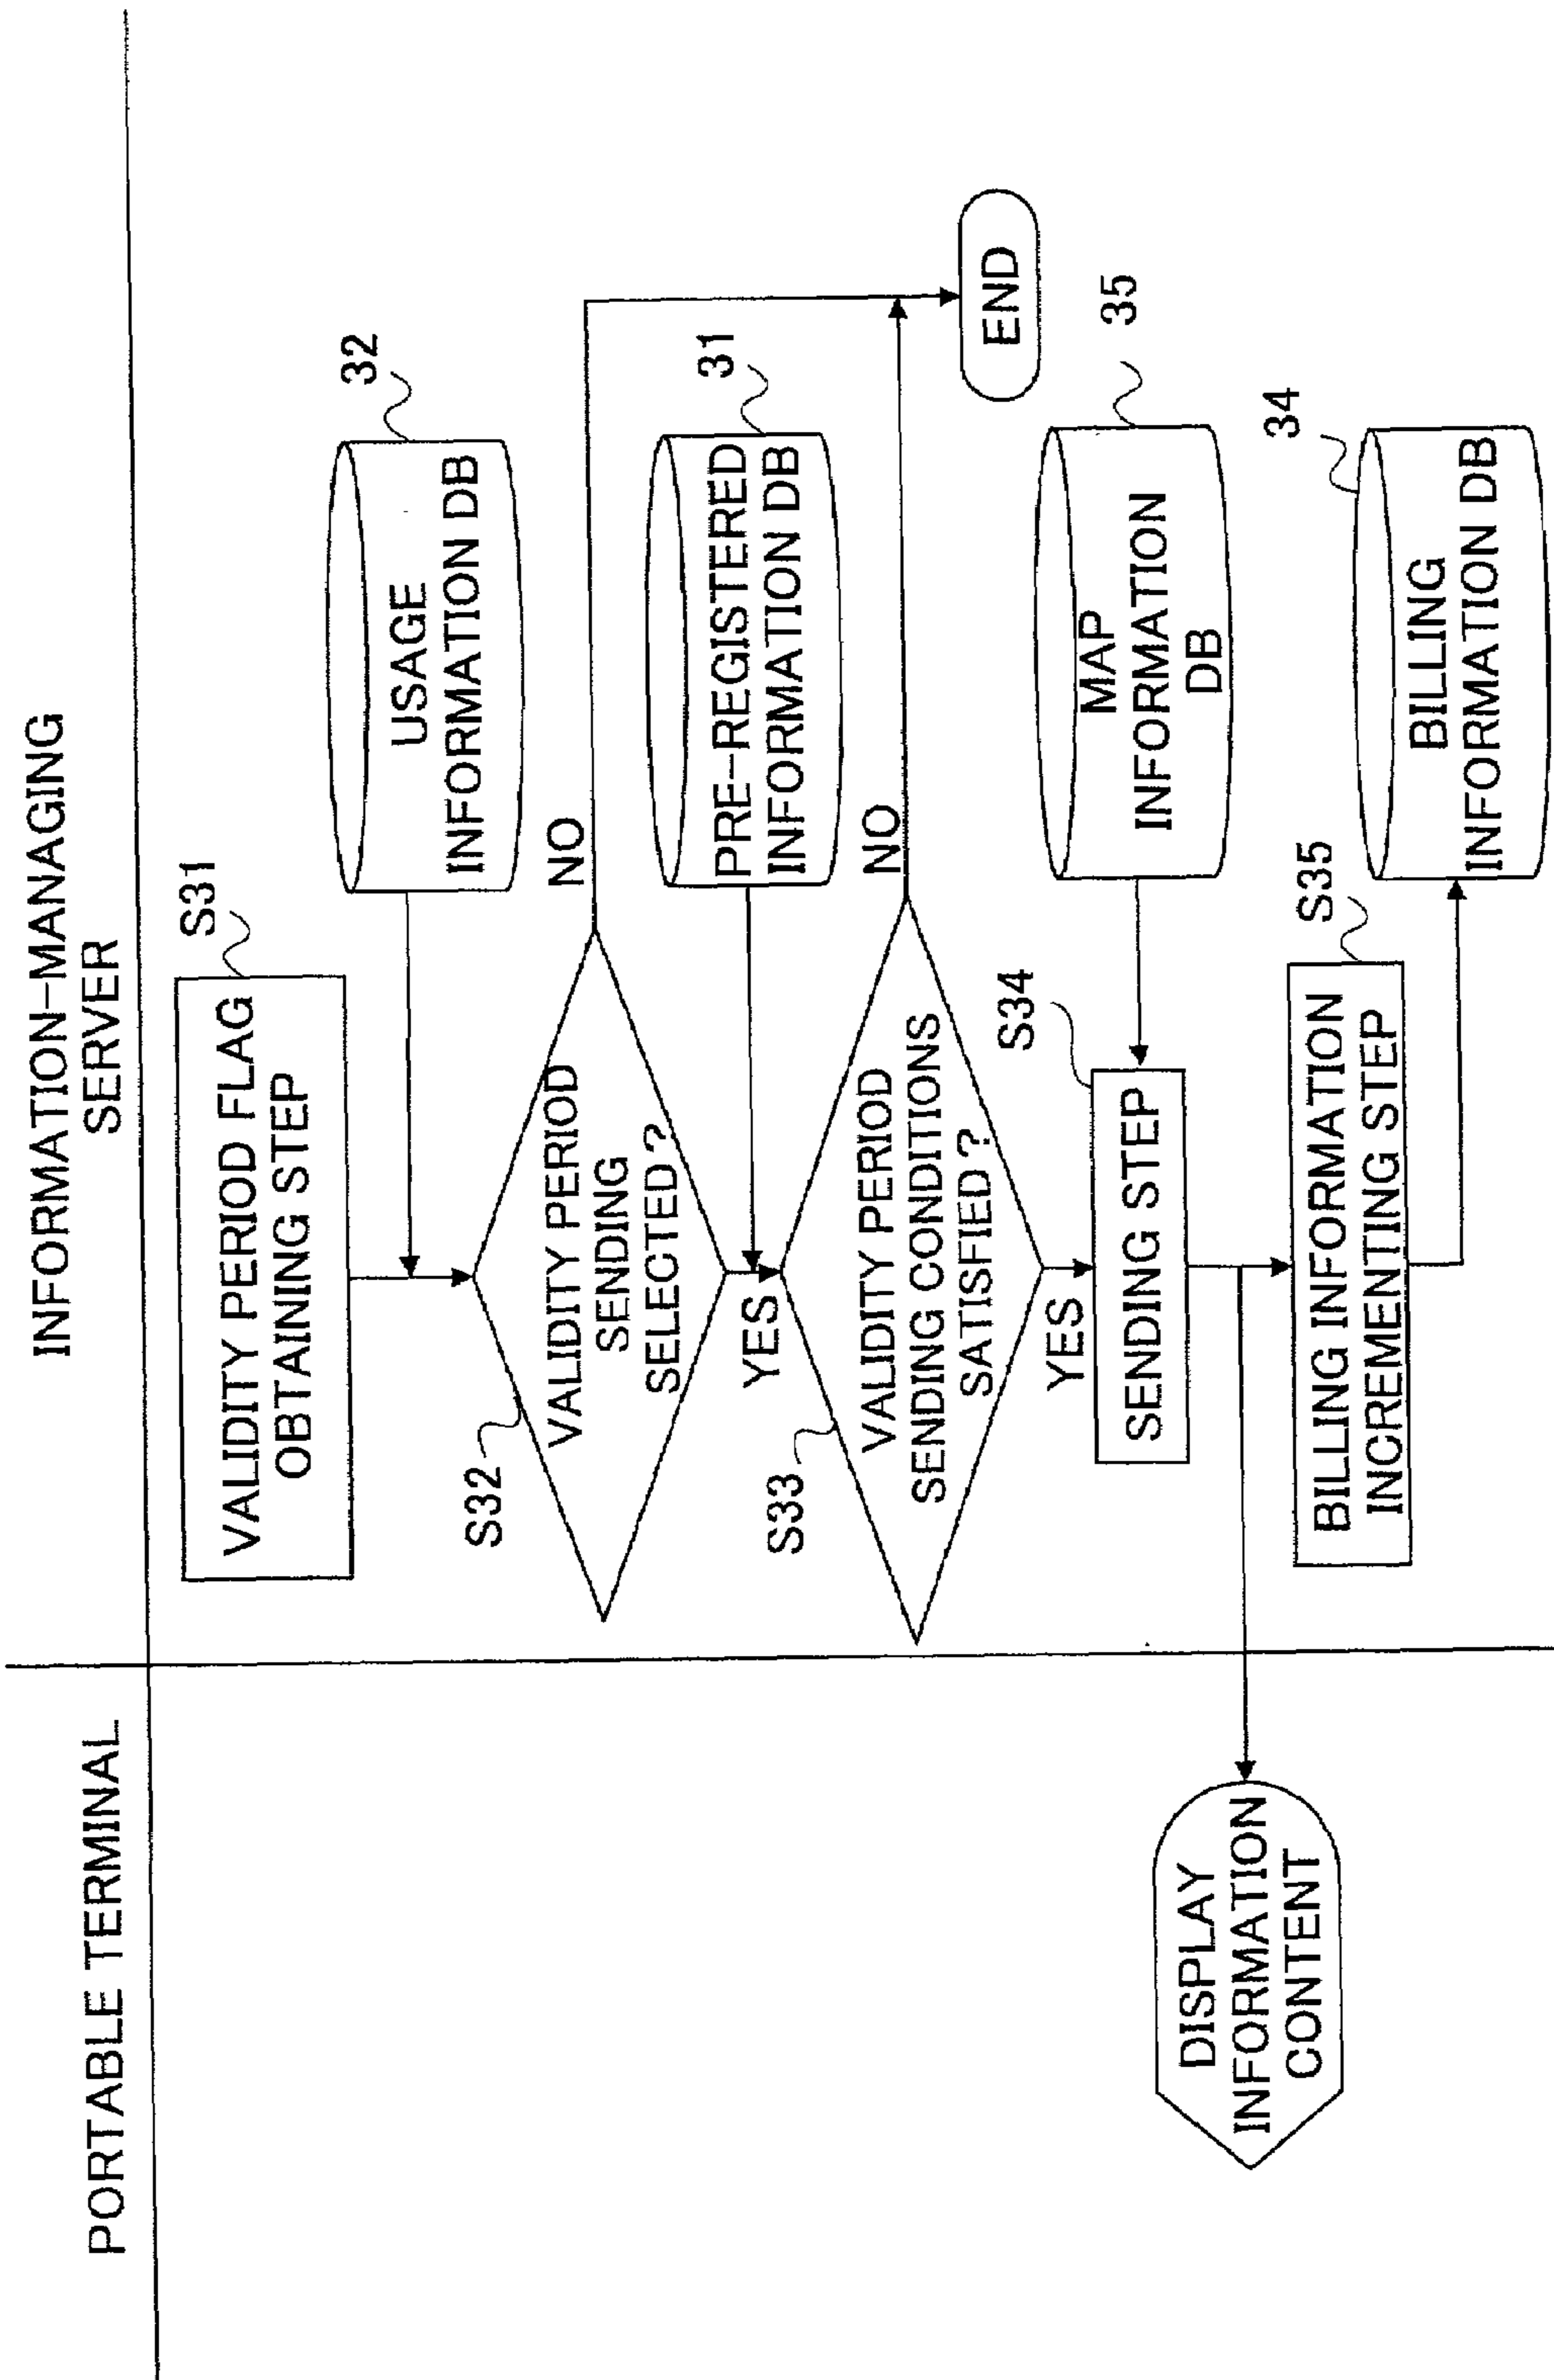 PORTABLE TERMINAL
INFORMATION-MANAGING
SERVER
S31
VALIDITY PERIOD FLAG
OBTAINING STEP
32
USAGE
INFORMATION DB
S32
VALIDITY PERIOD
SENDING
SELECTED?
NO
YES
31
PRE-REGISTERED
INFORMATION DB
S33
VALIDITY PERIOD
SENDING CONDITIONS
SATISFIED?
NO
YES
END
S34
SENDING STEP
35
MAP
INFORMATION
DB
DISPLAY
INFORMATION
CONTENT
S35
BILLING INFORMATION
INCREMENTING STEP
34
BILLING
INFORMATION DB